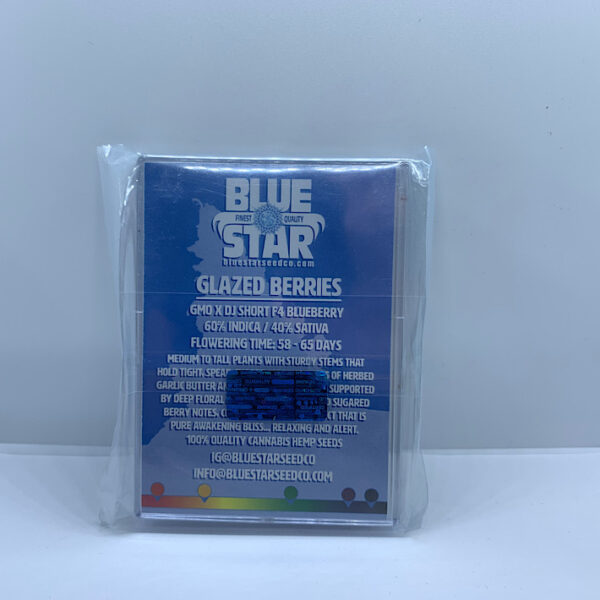 BLUE
FINEST QUALITY
STAR
bluestarseedco.com
GLAZED BERRIES
GMO X DJ SHORT F4 BLUEBERRY
60% INDICA / 40% SATIVA
FLOWERING TIME: 58 - 65 DAYS
MEDIUM TO TALL PLANTS WITH STURDY STEMS THAT
HOLD TIGHT, OF HERBED
GARLIC BUTTER SUPPORTED
BY DEEP FLORAL SUGARED
BERRY NOTES, THAT IS
PURE AWAKENING BLISS... RELAXING AND ALERT.
100% QUALITY CANNABIS HEMP SEEDS
IG@BLUESTARSEEDCO
INFO@BLUESTARSEEDCO.COM